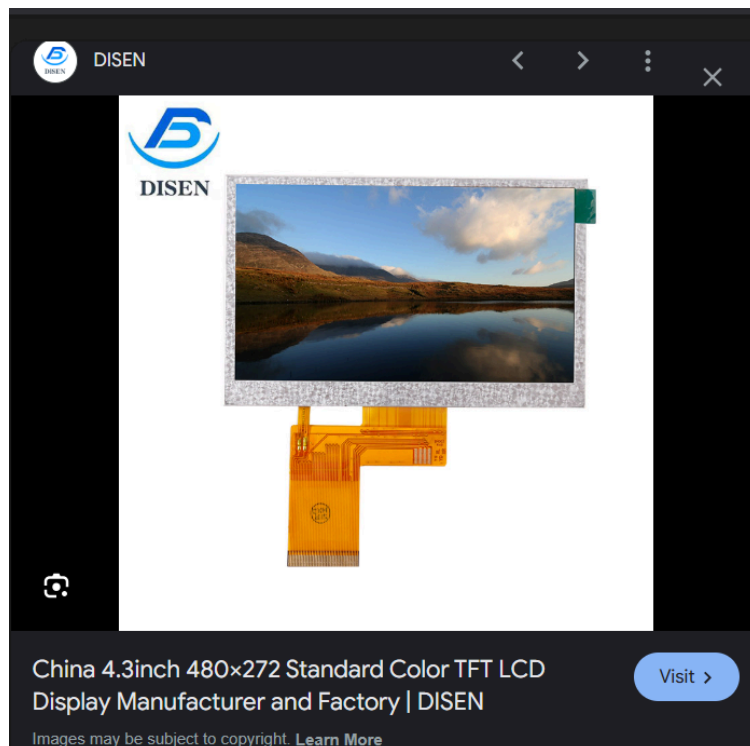 DISEN
DISEN
DISEN
China 4.3inch 480×272 Standard Color TFT LCD
Display Manufacturer and Factory | DISEN
Visit
Images may be subject to copyright. Learn More